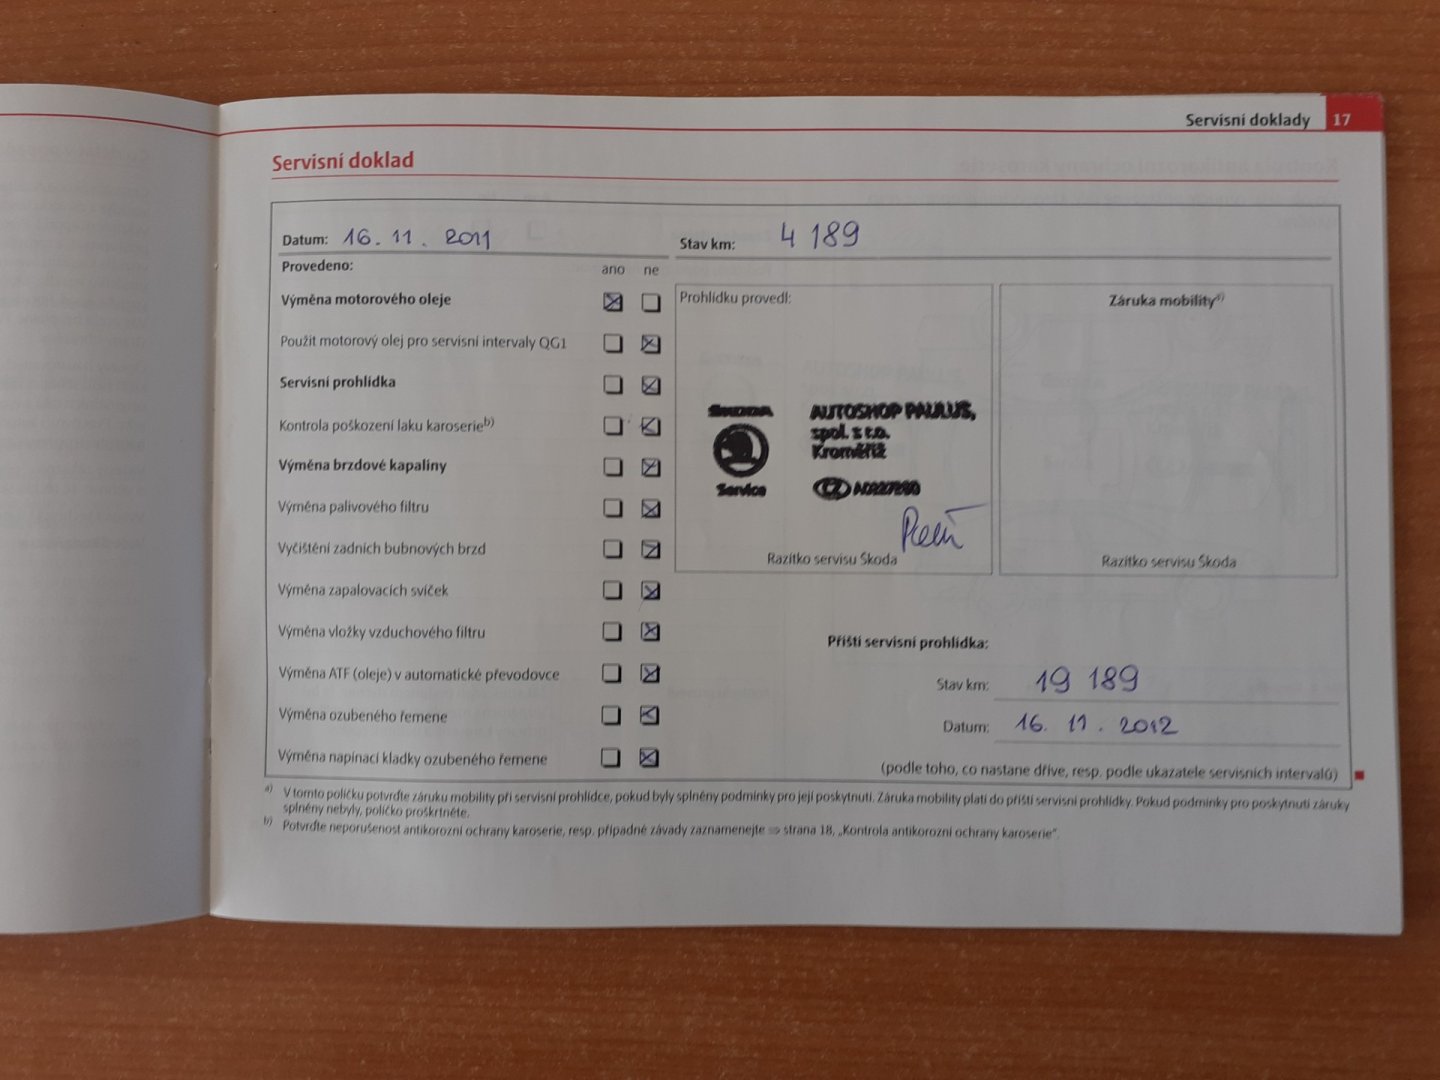 Servisní doklady 17
Servisní doklad
Datum: 16. 11. 2011
Stav km: 4 189
Provedeno: ano ne
Výměna motorového oleje
Použit motorový olej pro servisní intervaly QG1
Servisní prohlídka
Kontrola poškození laku karoserieb)
Výměna brzdové kapaliny
Výměna palivového filtru
Vyčištění zadních bubnových brzd
Výměna zapalovacích svíček
Výměna vložky vzduchového filtru
Výměna ATF (oleje) v automatické převodovce
Výměna ozubeného řemene
Výměna napínací kladky ozubeného řemene
Prohlídku provedl:
ŠKODA
Service
AUTOSHOP PAULUS,
spol. s r.o.
Kroměříž
CZ
Razítko servisu Škoda
Záruka mobilitya)
Razítko servisu Škoda
Příští servisní prohlídka:
Stav km: 19 189
Datum: 16. 11. 2012
(podle toho, co nastane dříve, resp. podle ukazatele servisních intervalů)
a) V tomto políčku potvrďte záruku mobility při servisní prohlídce, pokud byly splněny podmínky pro její poskytnutí. Záruka mobility platí do příští servisní prohlídky. Pokud podmínky pro poskytnutí záruky
splněny nebyly, políčko proškrtněte.
b) Potvrďte neporušenost antikorozní ochrany karoserie, resp. případné závady zaznamenejte ⇒ strana 18, „Kontrola antikorozní ochrany karoserie“.